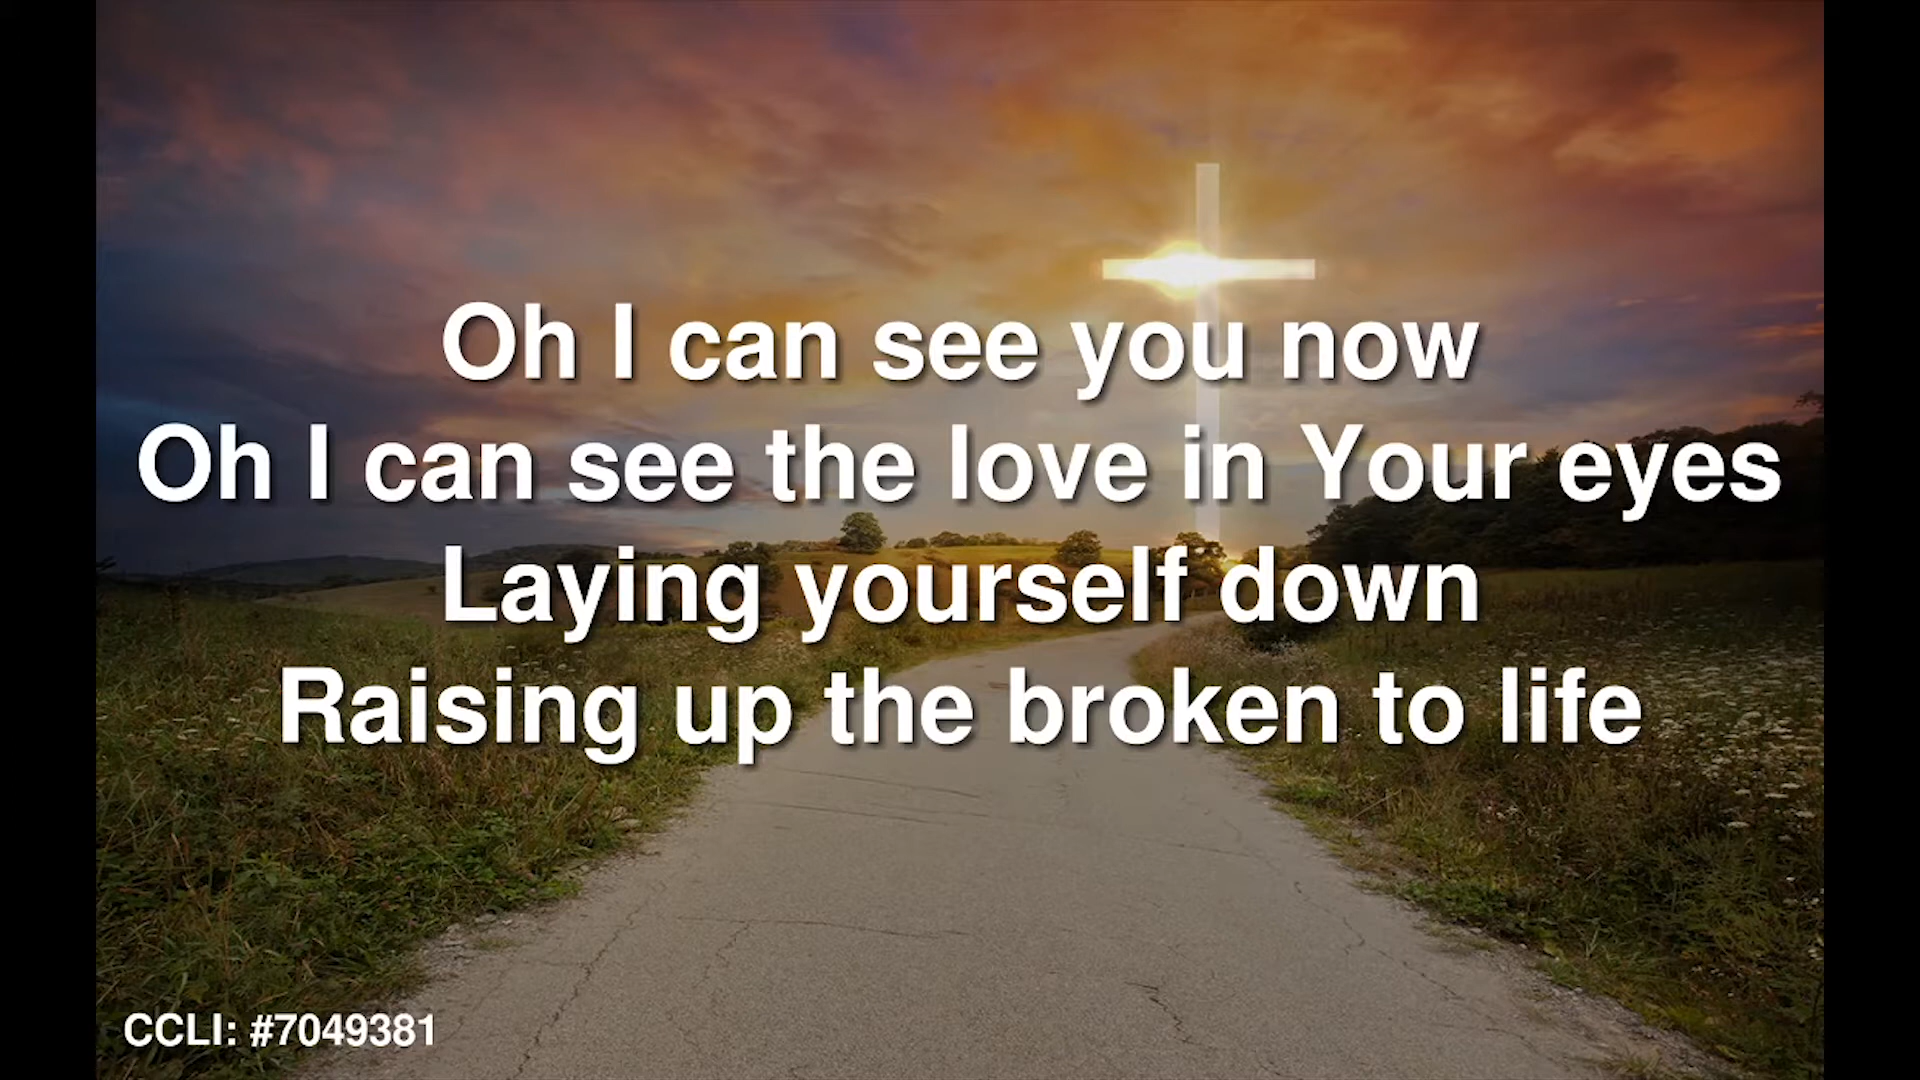 Oh I can see you now
Oh I can see the love in Your eyes
Laying yourself down
Raising up the broken to life
CCLI: #7049381